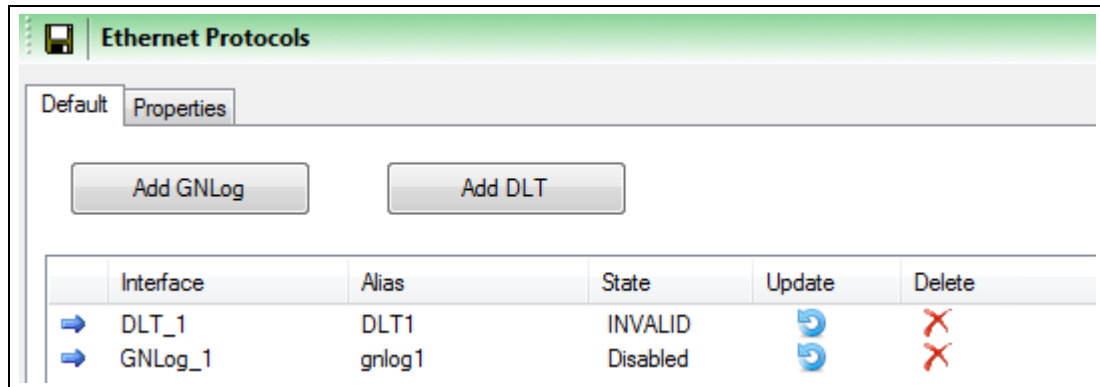 Ethernet Protocols
Default Properties
Add GNLog Add DLT
Interface Alias State Update Delete
DLT_1 DLT1 INVALID
GNLog_1 gnlog1 Disabled